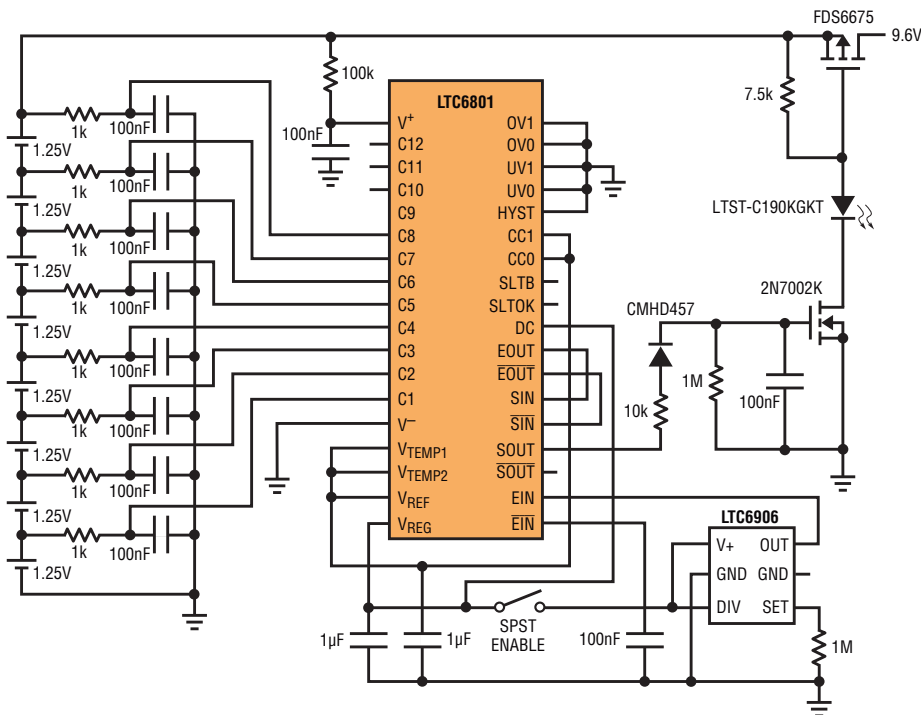 FDS6675
9.6V
100k
7.5k
LTC6801
1k
100nF
1.25V
1k
100nF
1.25V
1k
100nF
1.25V
1k
100nF
1.25V
1k
100nF
1.25V
1k
100nF
1.25V
1k
100nF
1.25V
1k
100nF
1.25V
100nF
V+
C12
C11
C10
C9
C8
C7
C6
C5
C4
C3
C2
C1
V–
VTEMP1
VTEMP2
VREF
VREG
OV1
OV0
UV1
UV0
HYST
CC1
CC0
SLTB
SLTOK
DC
EOUT
EOUT
SIN
SIN
SOUT
SOUT
EIN
EIN
LTST-C190KGKT
2N7002K
CMHD457
1M
100nF
10k
LTC6906
V+
OUT
GND
GND
DIV
SET
1µF
1µF
SPST
ENABLE
100nF
1M